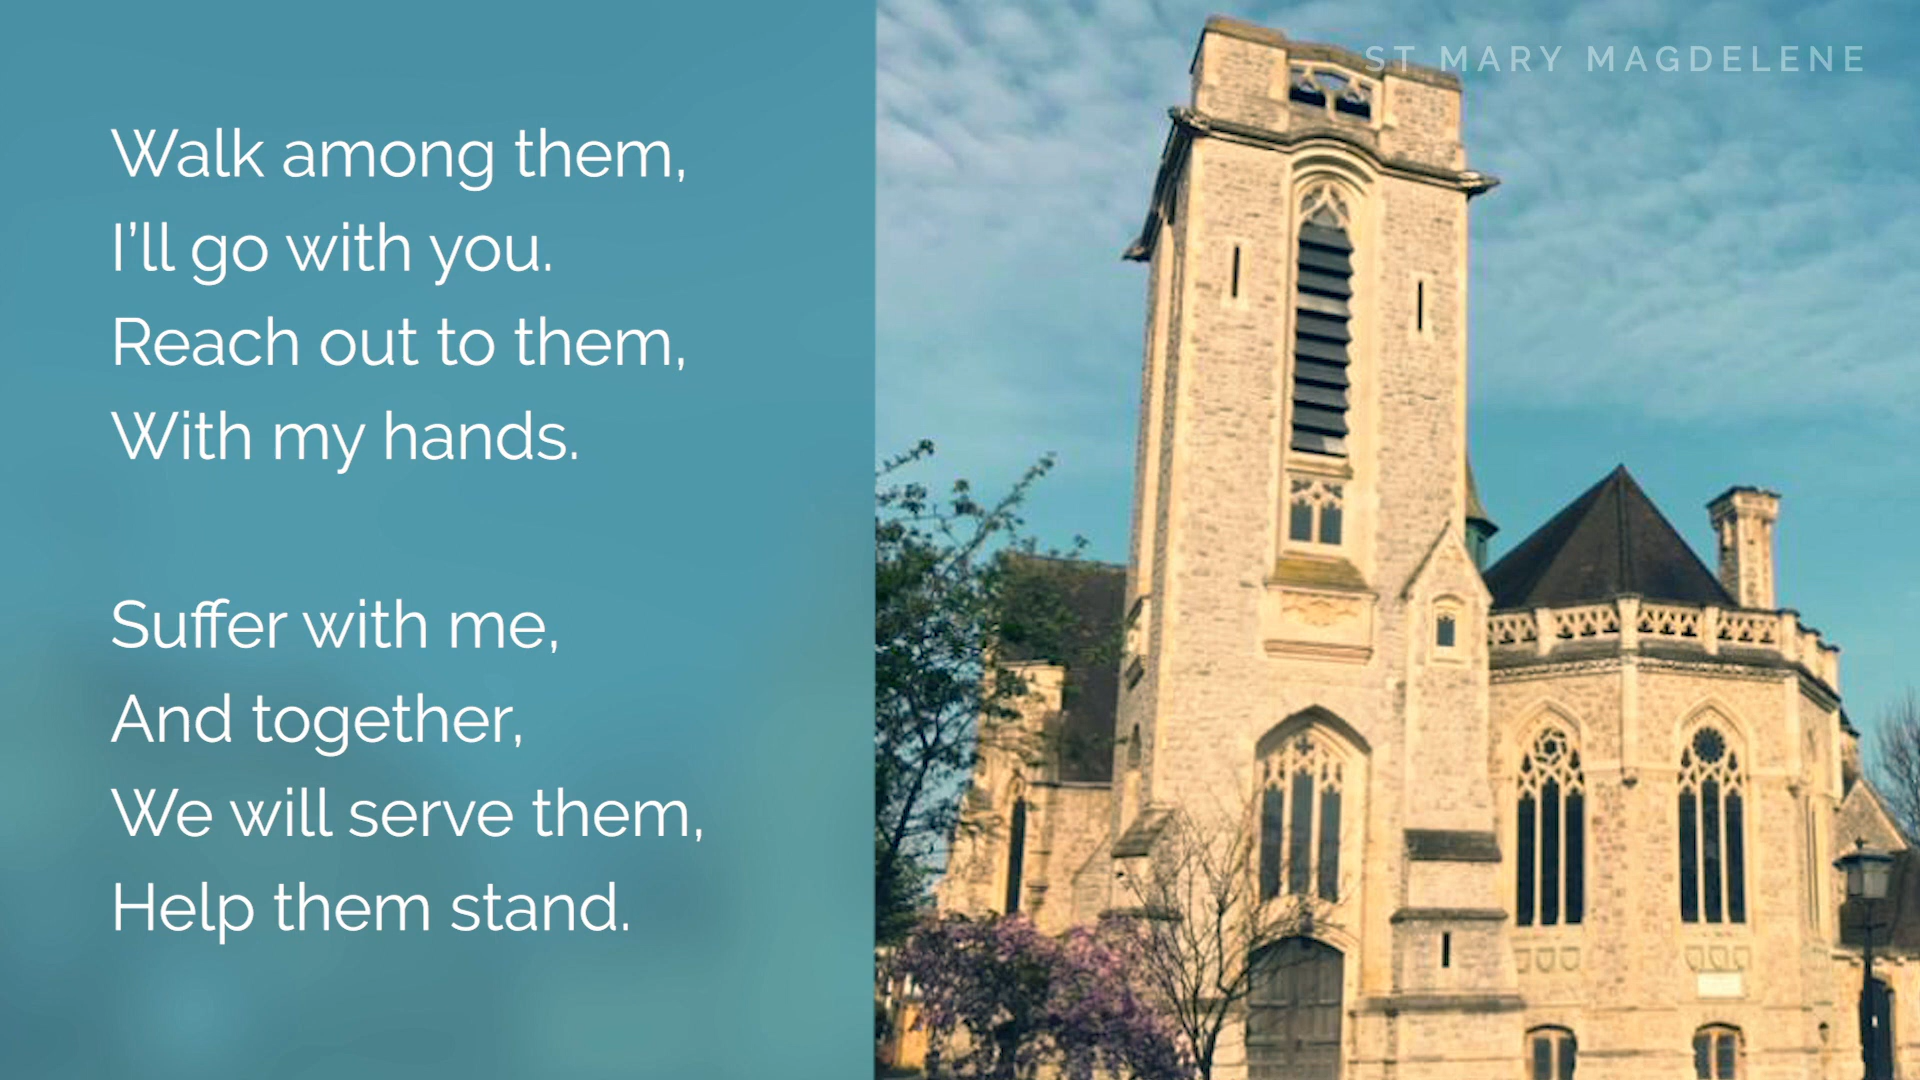 Walk among them,
I’ll go with you.
Reach out to them,
With my hands.
Suffer with me,
And together,
We will serve them,
Help them stand.
ST MARY MAGDELENE